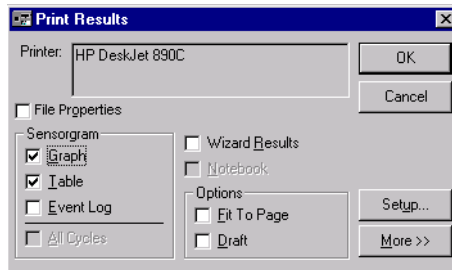 Print Results
Printer: HP DeskJet 890C
OK
Cancel
File Properties
Sensorgram
Graph
Table
Event Log
All Cycles
Wizard Results
Notebook
Options
Fit To Page
Draft
Setup...
More >>